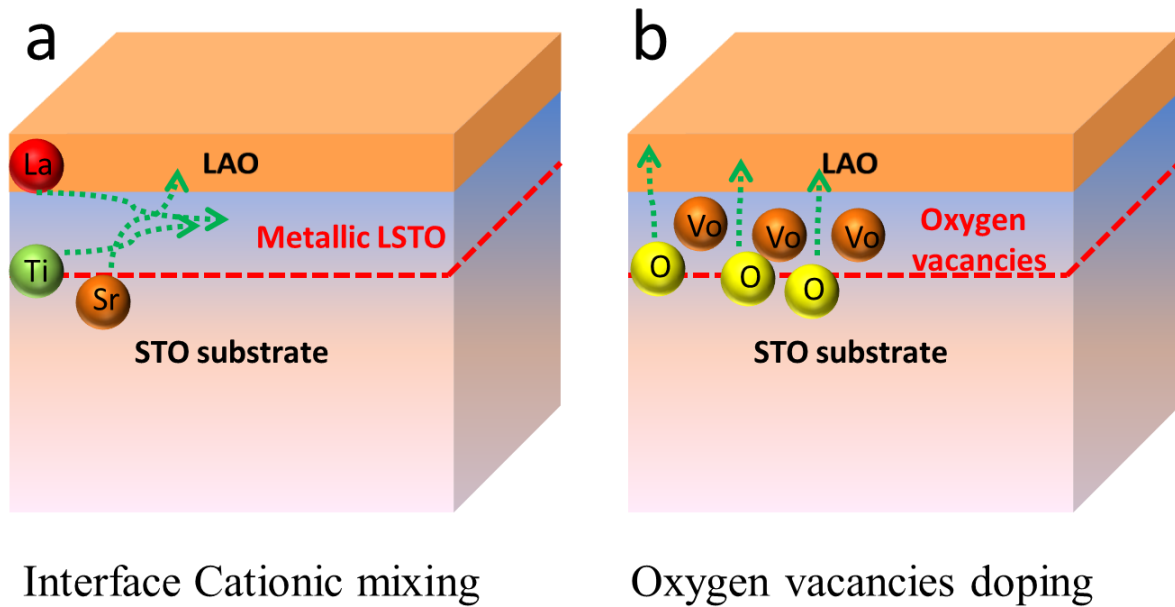 a
La
LAO
Metallic LSTO
Ti
Sr
STO substrate
Interface Cationic mixing
b
LAO
Vo
Vo
Vo
Oxygen
vacancies
O
O
O
STO substrate
Oxygen vacancies doping